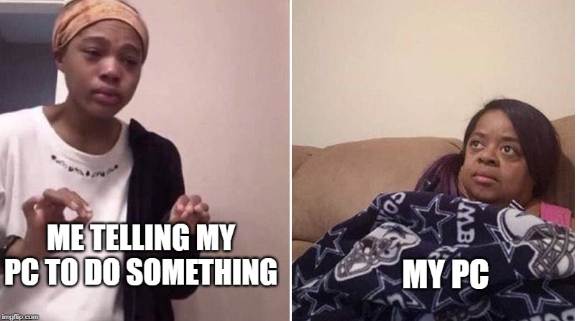 ME TELLING MY
PC TO DO SOMETHING
MY PC
imgflip.com